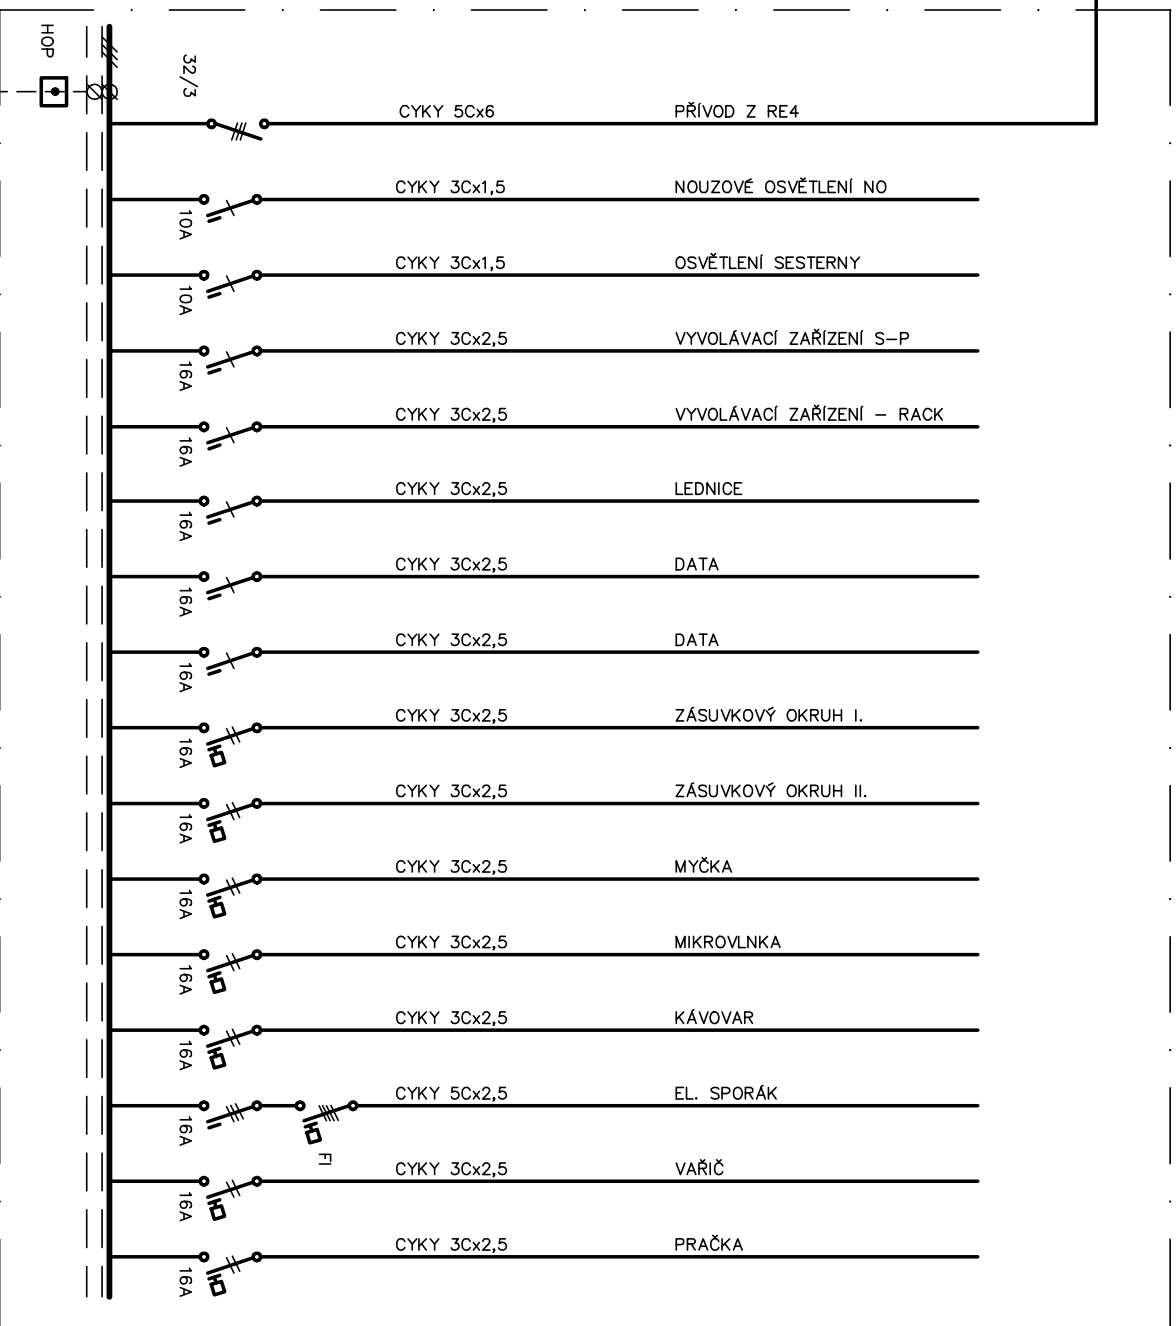 HOP
32/3
CYKY 5Cx6 PŘÍVOD Z RE4
CYKY 3Cx1,5 NOUZOVÉ OSVĚTLENÍ NO
10A
CYKY 3Cx1,5 OSVĚTLENÍ SESTERNY
10A
CYKY 3Cx2,5 VYVOLÁVACÍ ZAŘÍZENÍ S–P
16A
CYKY 3Cx2,5 VYVOLÁVACÍ ZAŘÍZENÍ – RACK
16A
CYKY 3Cx2,5 LEDNICE
16A
CYKY 3Cx2,5 DATA
16A
CYKY 3Cx2,5 DATA
16A
CYKY 3Cx2,5 ZÁSUVKOVÝ OKRUH I.
16A
CYKY 3Cx2,5 ZÁSUVKOVÝ OKRUH II.
16A
CYKY 3Cx2,5 MYČKA
16A
CYKY 3Cx2,5 MIKROVLNKA
16A
CYKY 3Cx2,5 KÁVOVAR
16A
CYKY 5Cx2,5 EL. SPORÁK
16A
FI
CYKY 3Cx2,5 VAŘIČ
16A
CYKY 3Cx2,5 PRAČKA
16A